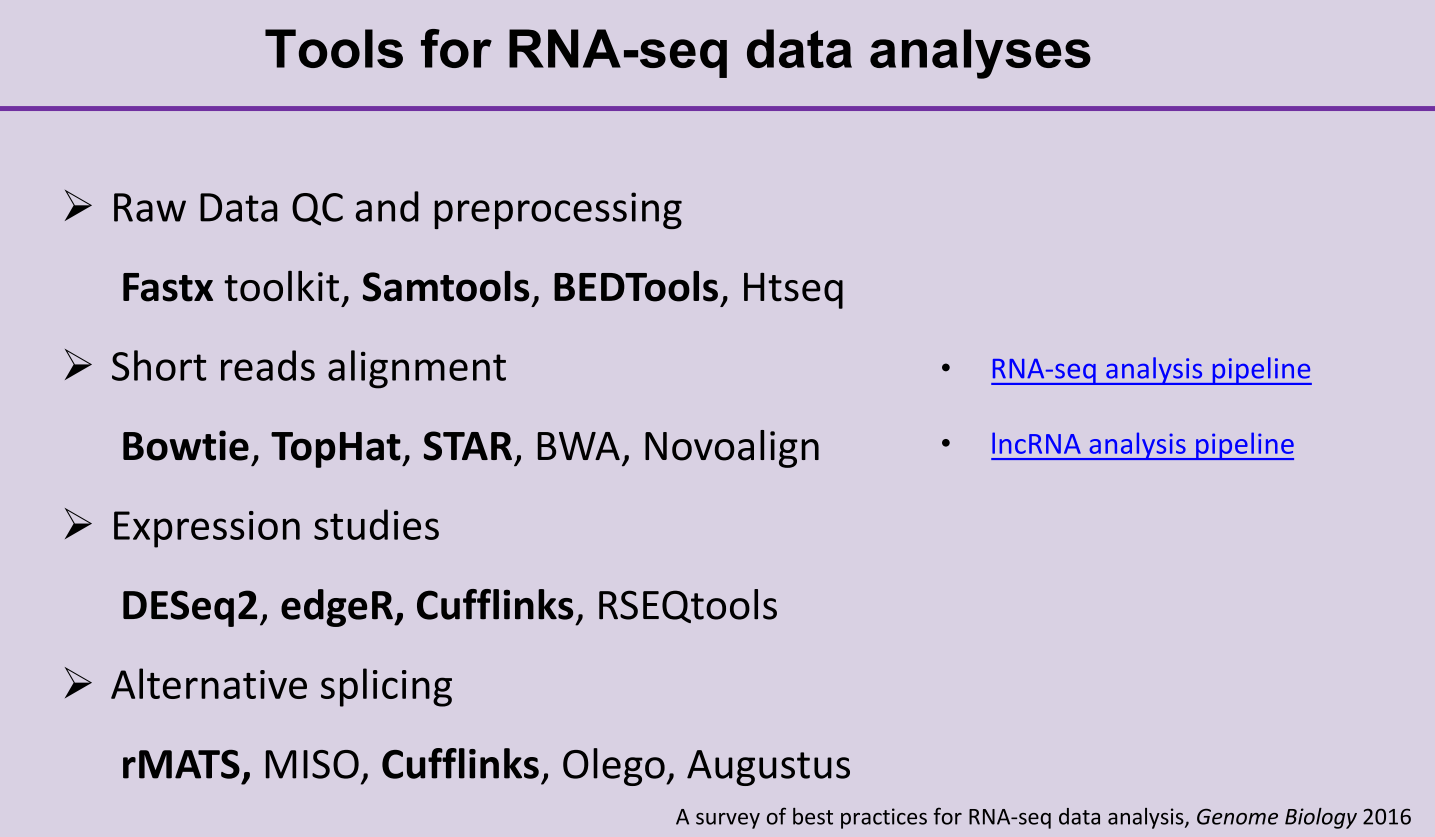 Tools for RNA-seq data analyses
➢ Raw Data QC and preprocessing
Fastx toolkit, Samtools, BEDTools, Htseq
➢ Short reads alignment
Bowtie, TopHat, STAR, BWA, Novoalign
➢ Expression studies
DESeq2, edgeR, Cufflinks, RSEQtools
➢ Alternative splicing
rMATS, MISO, Cufflinks, Olego, Augustus
• RNA-seq analysis pipeline
• lncRNA analysis pipeline
A survey of best practices for RNA-seq data analysis, Genome Biology 2016